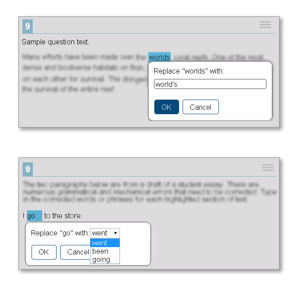 9
Sample question text.
Many efforts have been made over the worlds coral reefs. One of the most
dense and biodiverse habitats on
on each other for survival. The
the survival of the entire reef
Replace "worlds" with:
world's
OK Cancel
9
The two paragraphs below are from a draft of a student essay. There are
numerous grammatical and mechanical errors that need to be corrected. Type
in the corrected words or phrases for each highlighted section of text.
I go to the store.
Replace "go" with: went
went
been
going
OK Cancel